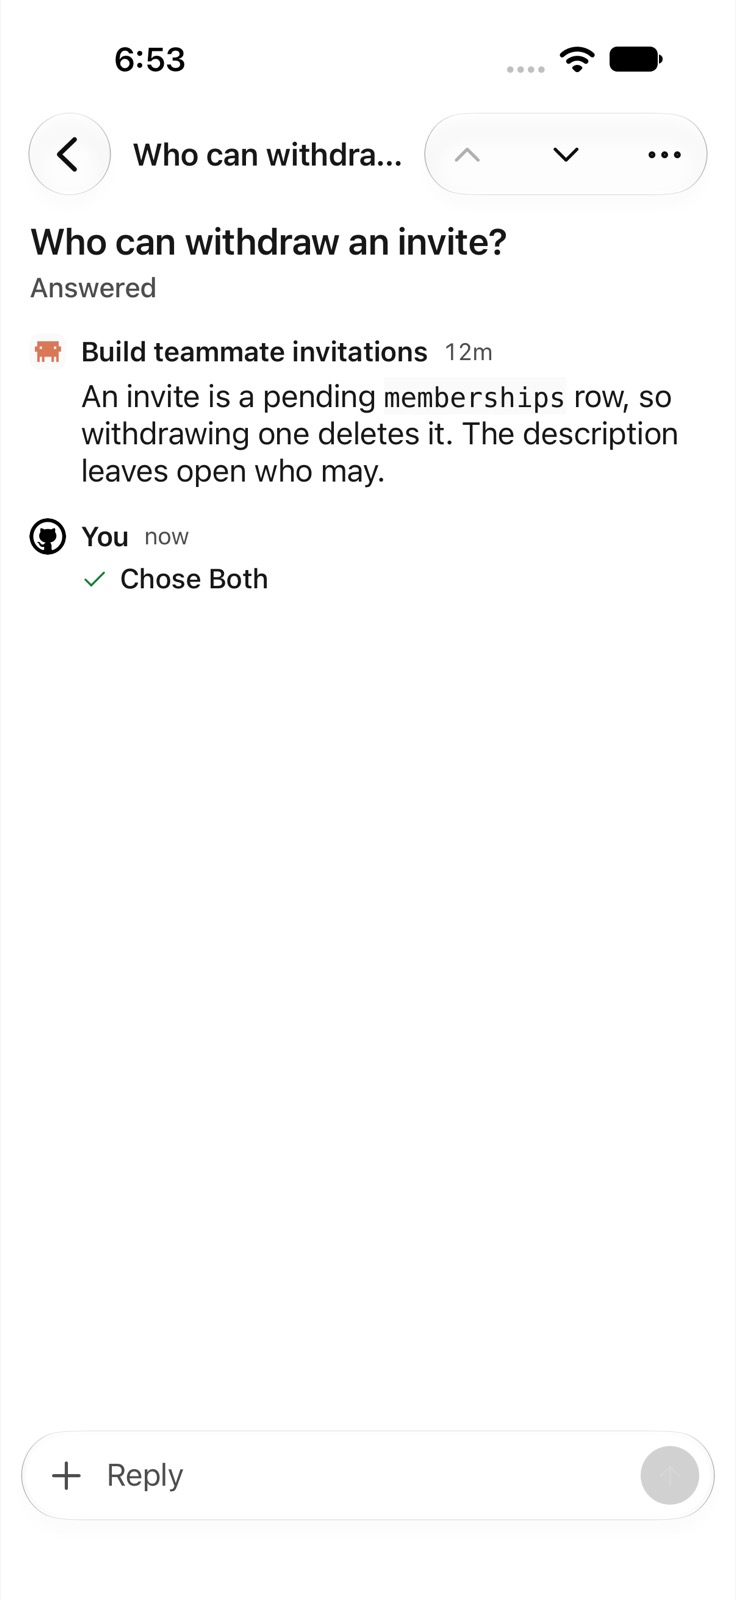 6:53
Who can withdra...
Who can withdraw an invite?
Answered
Build teammate invitations 12m
An invite is a pending memberships row, so
withdrawing one deletes it. The description
leaves open who may.
You now
Chose Both
Reply